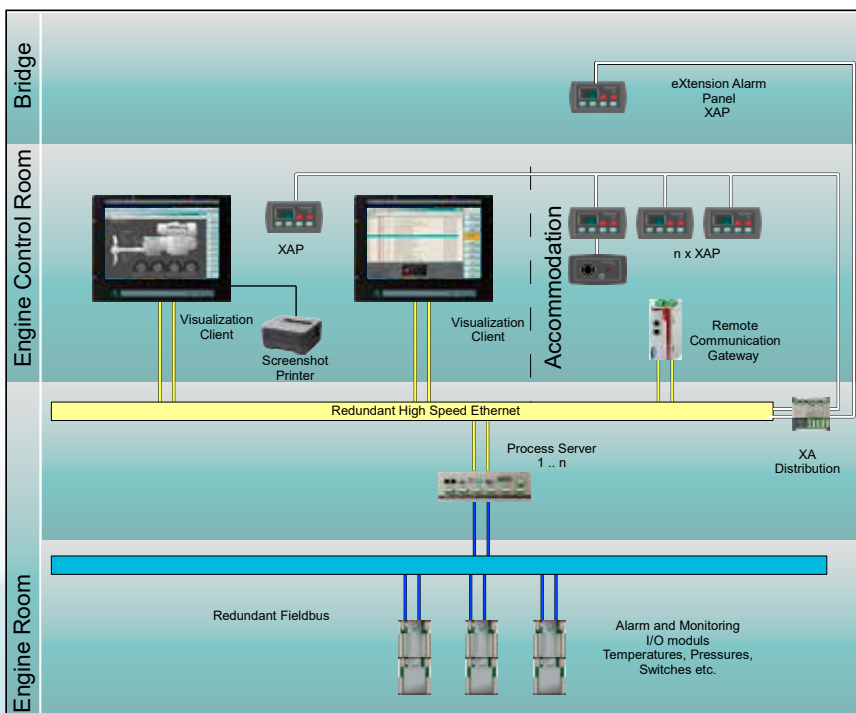 Bridge
eXtension Alarm
Panel
XAP
Engine Control Room
XAP
Accommodation
n x XAP
Visualization
Client
Screenshot
Printer
Visualization
Client
Remote
Communication
Gateway
Redundant High Speed Ethernet
Process Server
1 .. n
XA
Distribution
Engine Room
Redundant Fieldbus
Alarm and Monitoring
I/O moduls
Temperatures, Pressures,
Switches etc.